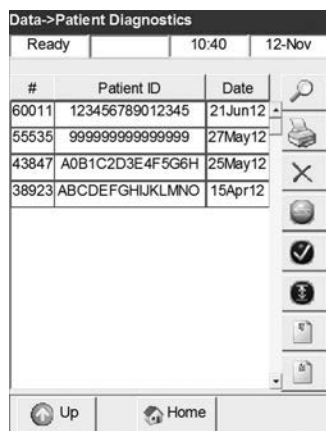 Data->Patient Diagnostics
Ready 10:40 12-Nov
# Patient ID Date
60011 123456789012345 21Jun12
55535 999999999999999 27May12
43847 A0B1C2D3E4F5G6H 25May12
38923 ABCDEFGHIJKLMNO 15Apr12
Up Home